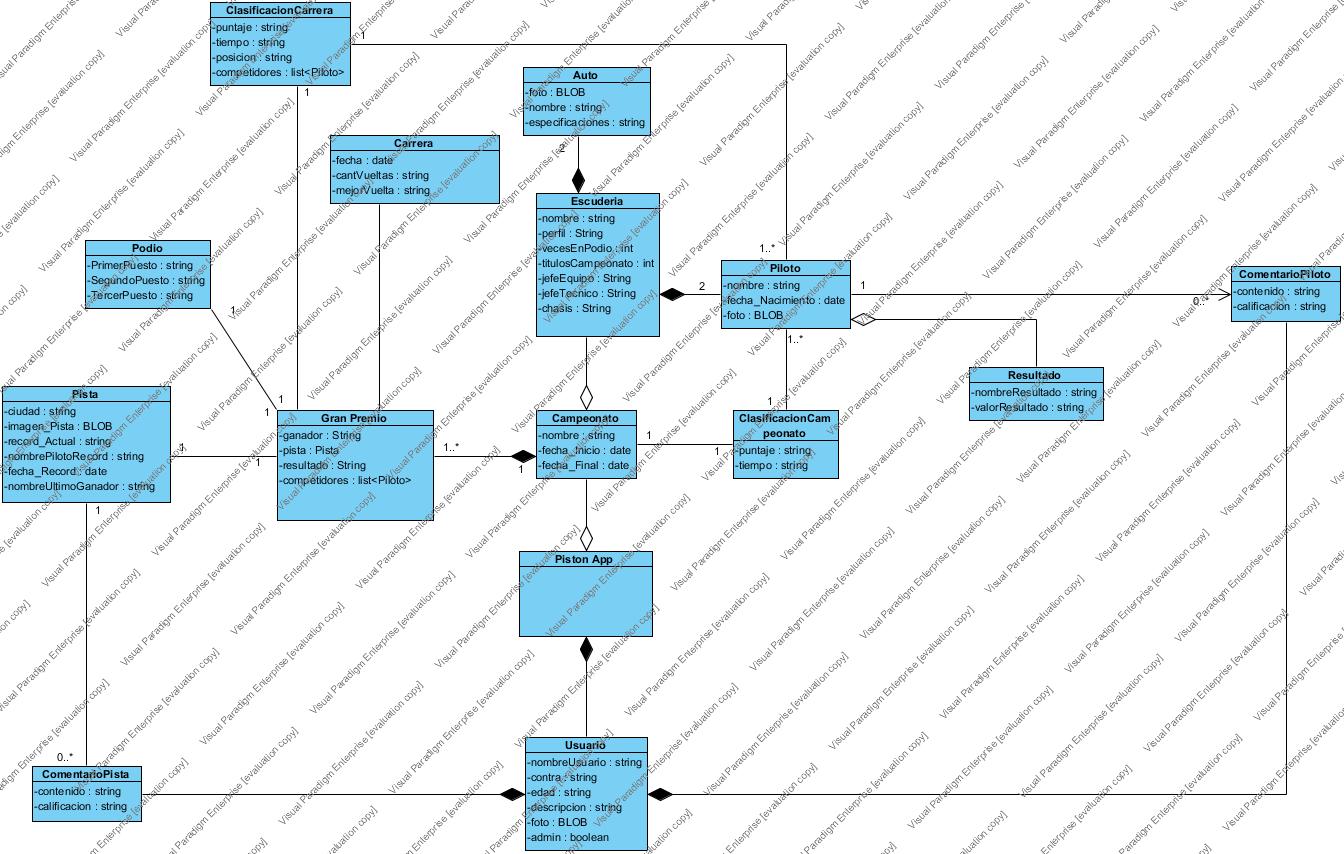 ClasificacionCarrera
-puntaje : string
-tiempo : string
-posicion : string
-competidores : list<Piloto>
1
1
Auto
-foto : BLOB
-nombre : string
-especificaciones : string
2
Carrera
-fecha : date
-cantVueltas : string
-mejorVuelta : string
Escuderia
-nombre : string
-perfil : String
-vecesEnPodio : int
-titulosCampeonato : int
-jefeEquipo : String
-jefeTecnico : String
-chasis : String
2
Podio
-PrimerPuesto : string
-SegundoPuesto : string
-TercerPuesto : string
1
1
1..*
Piloto
-nombre : string
-fecha_Nacimiento : date
-foto : BLOB
1
0..*
1..*
ComentarioPiloto
-contenido : string
-calificacion : string
Resultado
-nombreResultado : string
-valorResultado : string
Pista
-ciudad : string
-imagen_Pista : BLOB
-record_Actual : string
-nombrePilotoRecord : string
-fecha_Record : date
-nombreUltimoGanador : string
1
1
1
1
Gran Premio
-ganador : String
-pista : Pista
-resultado : String
-competidores : list<Piloto>
1..*
1
Campeonato
-nombre : string
-fecha_Inicio : date
-fecha_Final : date
1
1
1
ClasificacionCam
peonato
-puntaje : string
-tiempo : string
Piston App
0..*
ComentarioPista
-contenido : string
-calificacion : string
Usuario
-nombreUsuario : string
-contra : string
-edad : string
-descripcion : string
-foto : BLOB
-admin : boolean
Visual Paradigm Enterprise [evaluation copy]